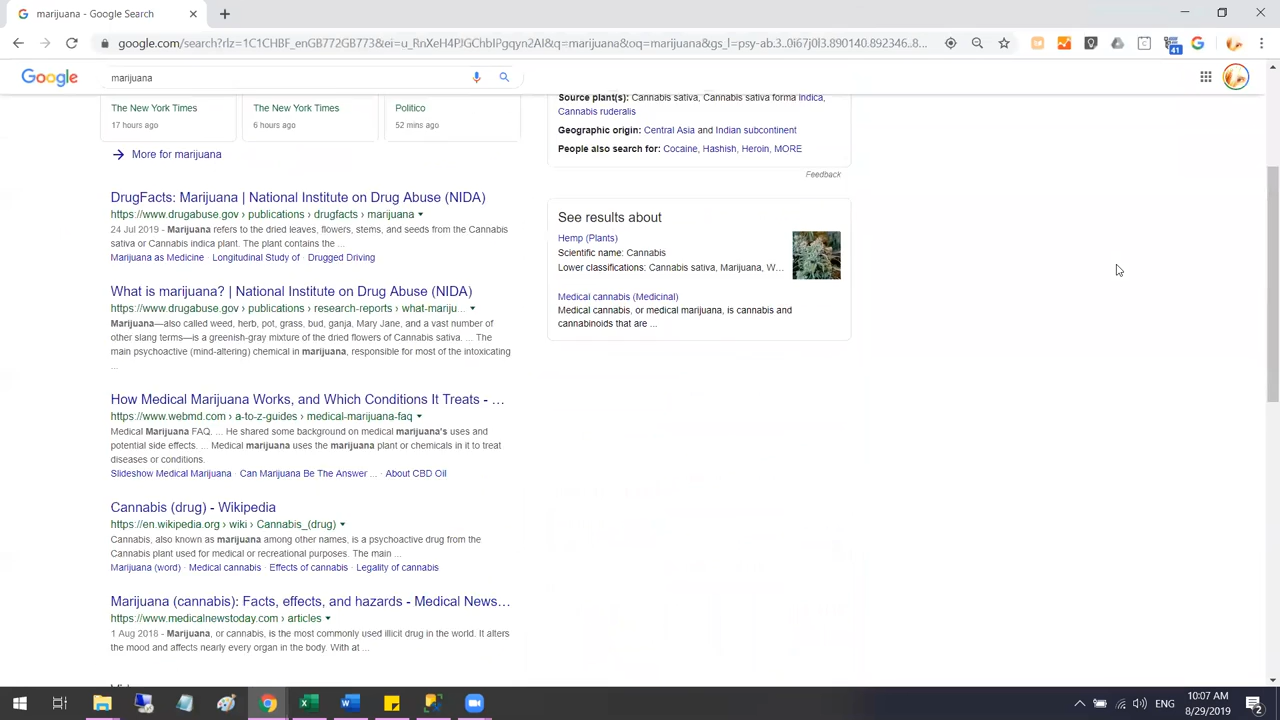 marijuana - Google Search
google.com/search?rlz=1C1CHBF_enGB772GB773&ei=u_RnXeH4PJGChbIPgqyn2AI&q=marijuana&oq=marijuana&gs_l=psy-ab.3..0i67j0l3.890140.892346..8...
41
Google
marijuana
The New York Times
17 hours ago
The New York Times
6 hours ago
Politico
52 mins ago
More for marijuana
DrugFacts: Marijuana | National Institute on Drug Abuse (NIDA)
https://www.drugabuse.gov › publications › drugfacts › marijuana
24 Jul 2019 - Marijuana refers to the dried leaves, flowers, stems, and seeds from the Cannabis
sativa or Cannabis indica plant. The plant contains the ...
Marijuana as Medicine · Longitudinal Study of · Drugged Driving
What is marijuana? | National Institute on Drug Abuse (NIDA)
https://www.drugabuse.gov › publications › research-reports › what-mariju...
Marijuana—also called weed, herb, pot, grass, bud, ganja, Mary Jane, and a vast number of
other slang terms—is a greenish-gray mixture of the dried flowers of Cannabis sativa. ... The
main psychoactive (mind-altering) chemical in marijuana, responsible for most of the intoxicating
...
How Medical Marijuana Works, and Which Conditions It Treats - ...
https://www.webmd.com › a-to-z-guides › medical-marijuana-faq
Medical Marijuana FAQ. ... He shared some background on medical marijuana's uses and
potential side effects. ... Medical marijuana uses the marijuana plant or chemicals in it to treat
diseases or conditions.
Slideshow Medical Marijuana · Can Marijuana Be The Answer ... · About CBD Oil
Cannabis (drug) - Wikipedia
https://en.wikipedia.org › wiki › Cannabis_(drug)
Cannabis, also known as marijuana among other names, is a psychoactive drug from the
Cannabis plant used for medical or recreational purposes. The main ...
Marijuana (word) · Medical cannabis · Effects of cannabis · Legality of cannabis
Marijuana (cannabis): Facts, effects, and hazards - Medical News...
https://www.medicalnewstoday.com › articles
1 Aug 2018 - Marijuana, or cannabis, is the most commonly used illicit drug in the world. It alters
the mood and affects nearly every organ in the body. With at ...
Source plant(s): Cannabis sativa, Cannabis sativa forma indica,
Cannabis ruderalis
Geographic origin: Central Asia and Indian subcontinent
People also search for: Cocaine, Hashish, Heroin, MORE
Feedback
See results about
Hemp (Plants)
Scientific name: Cannabis
Lower classifications: Cannabis sativa, Marijuana, W...
Medical cannabis (Medicinal)
Medical cannabis, or medical marijuana, is cannabis and
cannabinoids that are ...
ENG
10:07 AM
8/29/2019
2